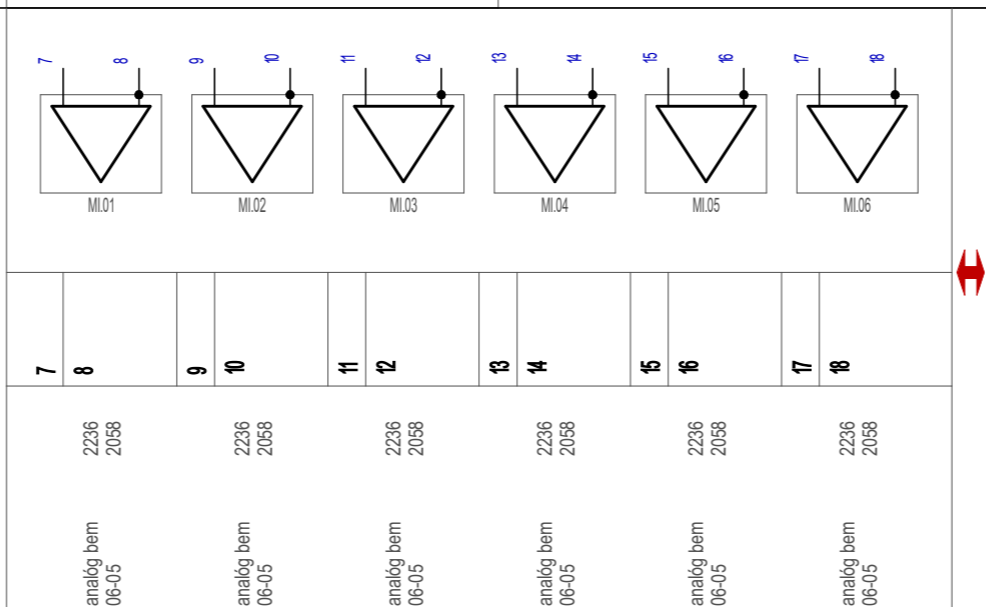 7 8 9 10 11 12 13 14 15 16 17 18
MI.01 MI.02 MI.03 MI.04 MI.05 MI.06
7 8 9 10 11 12 13 14 15 16 17 18
2236 2236 2236 2236 2236 2236
2058 2058 2058 2058 2058 2058
analóg bem analóg bem analóg bem analóg bem analóg bem analóg bem
06-05 06-05 06-05 06-05 06-05 06-05